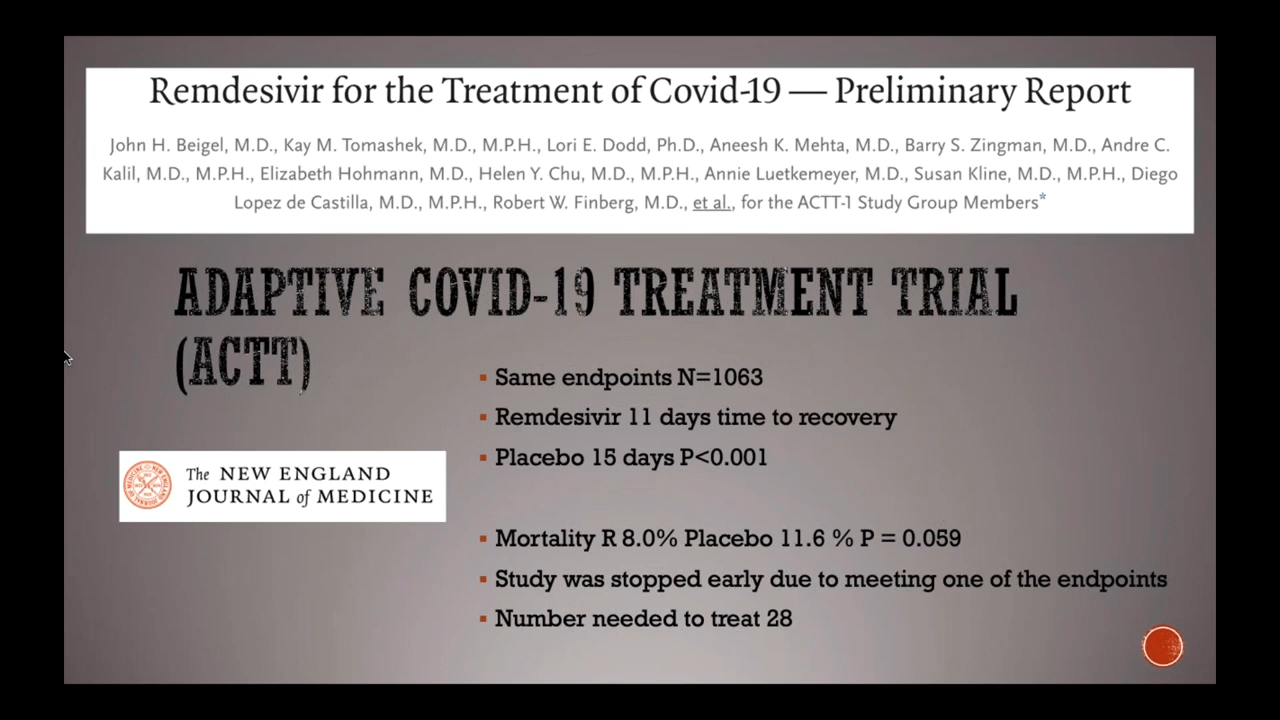 Remdesivir for the Treatment of Covid-19 — Preliminary Report
John H. Beigel, M.D., Kay M. Tomashek, M.D., M.P.H., Lori E. Dodd, Ph.D., Aneesh K. Mehta, M.D., Barry S. Zingman, M.D., Andre C.
Kalil, M.D., M.P.H., Elizabeth Hohmann, M.D., Helen Y. Chu, M.D., M.P.H., Annie Luetkemeyer, M.D., Susan Kline, M.D., M.P.H., Diego
Lopez de Castilla, M.D., M.P.H., Robert W. Finberg, M.D., et al., for the ACTT-1 Study Group Members*
ADAPTIVE COVID-19 TREATMENT TRIAL
(ACTT)
▪ Same endpoints N=1063
▪ Remdesivir 11 days time to recovery
▪ Placebo 15 days P<0.001
The NEW ENGLAND
JOURNAL of MEDICINE
▪ Mortality R 8.0% Placebo 11.6 % P = 0.059
▪ Study was stopped early due to meeting one of the endpoints
▪ Number needed to treat 28